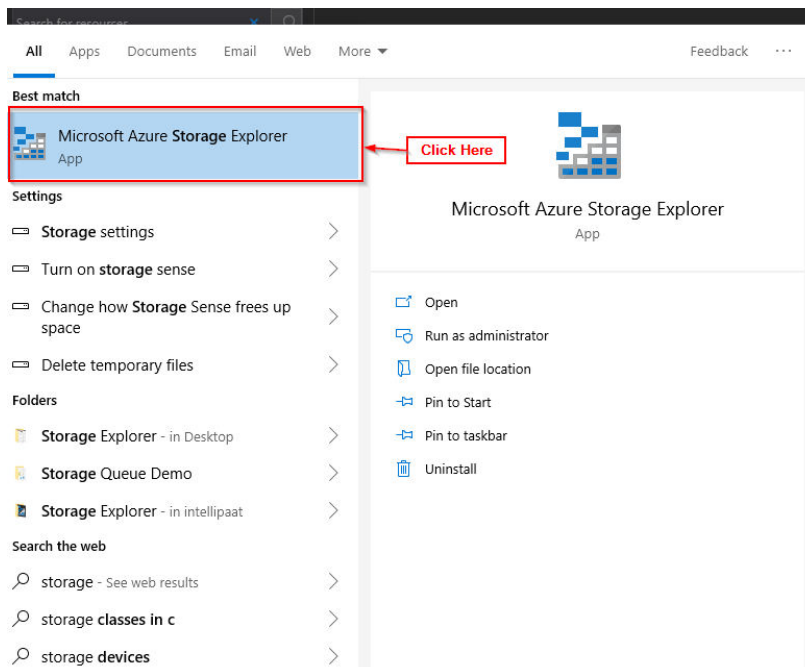 Search for resources
All Apps Documents Email Web More Feedback ...
Best match
Microsoft Azure Storage Explorer
App
Click Here
Settings
Storage settings
Turn on storage sense
Change how Storage Sense frees up
space
Delete temporary files
Folders
Storage Explorer - in Desktop
Storage Queue Demo
Storage Explorer - in intellipaat
Search the web
storage - See web results
storage classes in c
storage devices
Microsoft Azure Storage Explorer
App
Open
Run as administrator
Open file location
Pin to Start
Pin to taskbar
Uninstall